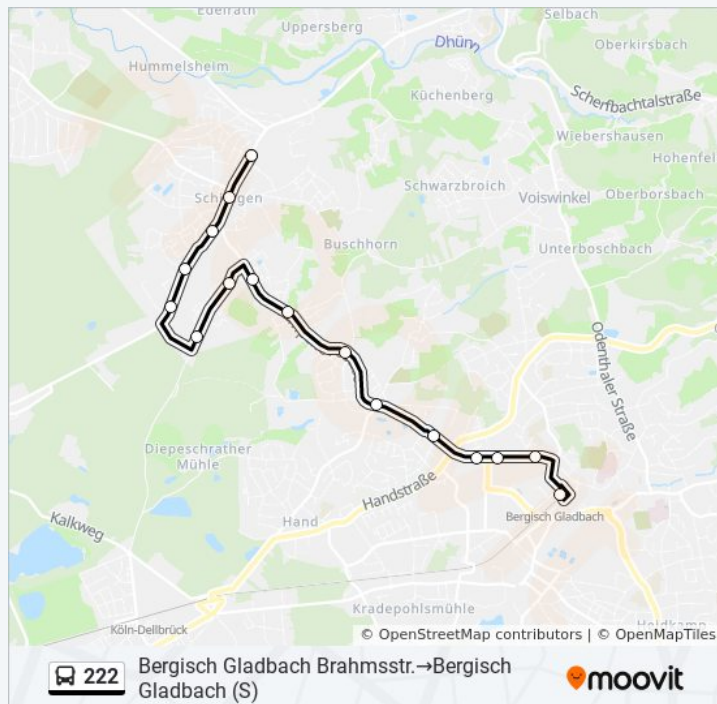 Edelrath
Selbach
Uppersberg
Dhünn
Oberkirsbach
Hummelsheim
Küchenberg
Scherfbachtalstraße
Wiebershausen
Hohenfel
Schwarzbroich
Voiswinkel
Oberborsbach
Buschhorn
Unterboschbach
Odenthaler Straße
Diepeschrather
Mühle
Handstraße
Kalkweg
Hand
Bergisch Gladbach
Kradepohlsmühle
Köln-Dellbrück
© OpenStreetMap contributors | © OpenMapTiles
222
Bergisch Gladbach Brahmsstr.→Bergisch
Gladbach (S)
moovit